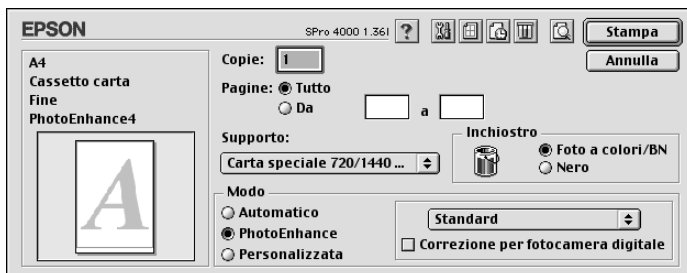 EPSON
SPro 4000 1.36I
?
Stampa
A4
Cassetto carta
Fine
PhotoEnhance4
A
Copie: 1
Annulla
Pagine: Tutto
Da a
Supporto:
Carta speciale 720/1440 ...
Inchiostro
Foto a colori/BN
Nero
Modo
Automatico
PhotoEnhance
Personalizzata
Standard
Correzione per fotocamera digitale